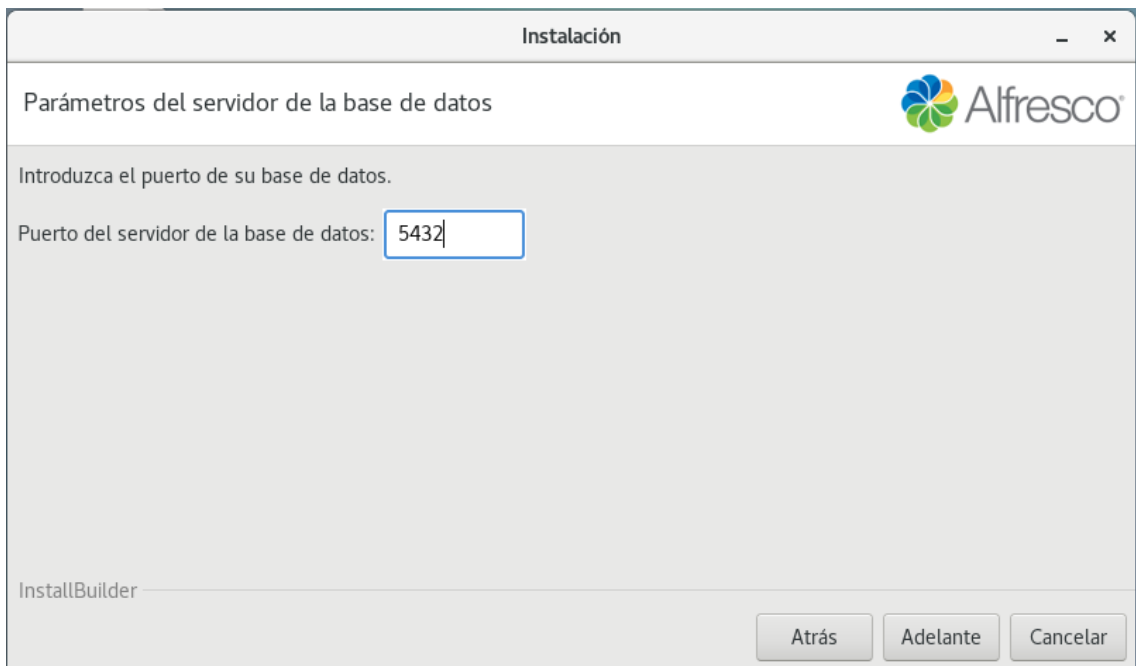 Instalación
Parámetros del servidor de la base de datos
Alfresco
Introduzca el puerto de su base de datos.
Puerto del servidor de la base de datos: 5432
InstallBuilder
Atrás Adelante Cancelar